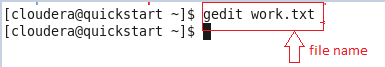 [cloudera@quickstart ~]$ gedit work.txt
[cloudera@quickstart ~]$
file name